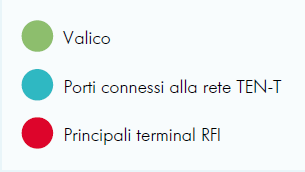 Valico
Porti connessi alla rete TEN-T
Principali terminal RFI